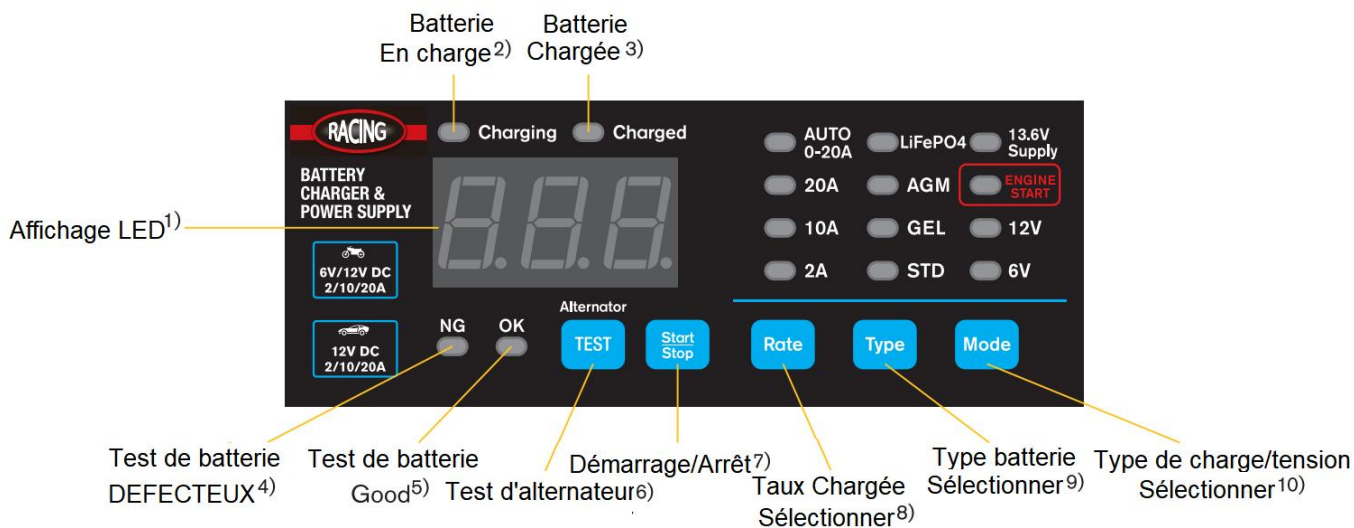 Batterie
En charge2)
Batterie
Chargée 3)
RACING
Charging
Charged
BATTERY
CHARGER &
POWER SUPPLY
Affichage LED1)
8.8.8.
6V/12V DC
2/10/20A
12V DC
2/10/20A
NG
OK
Alternator
TEST
Start
Stop
AUTO
0-20A
LiFePO4
13.6V
Supply
20A
AGM
ENGINE
START
10A
GEL
12V
2A
STD
6V
Rate
Type
Mode
Test de batterie
DEFECTEUX4)
Test de batterie
Good5)
Test d'alternateur6)
Démarrage/Arrêt7)
Taux Chargée
Sélectionner8)
Type batterie
Sélectionner9)
Type de charge/tension
Sélectionner10)